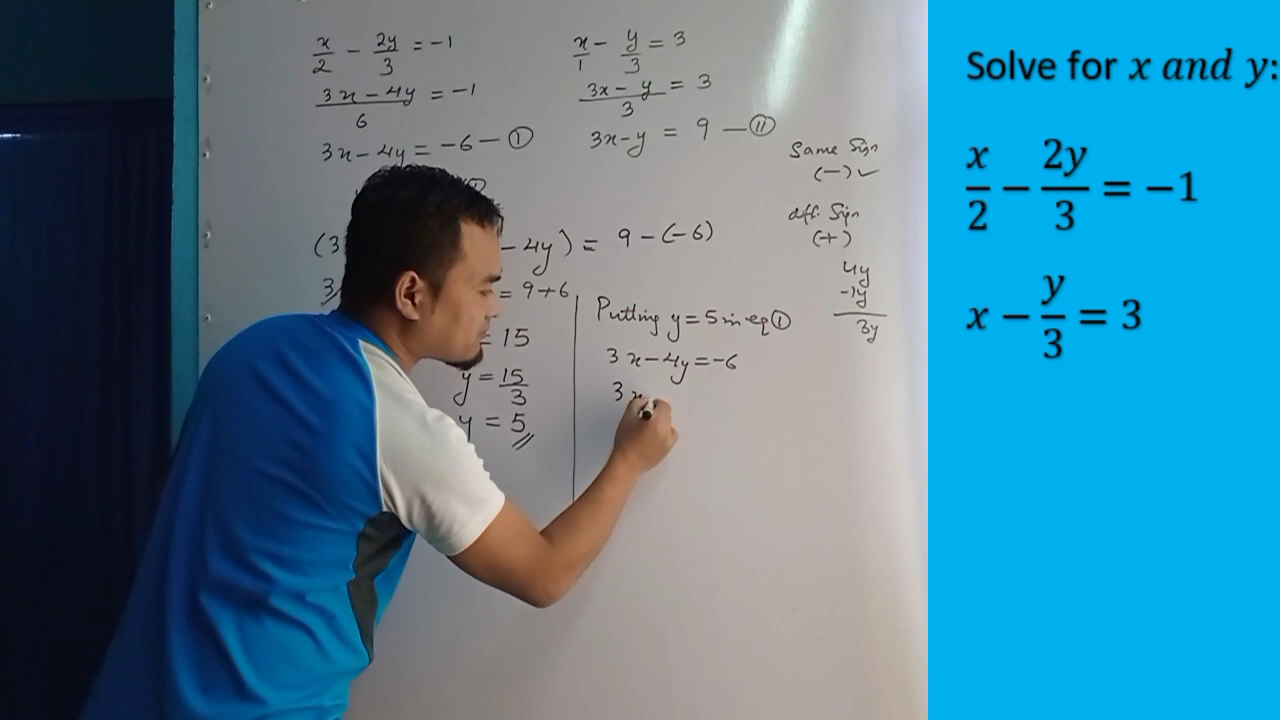 x/2 - 2y/3 = -1
3x - 4y/6 = -1
3x - 4y = -6 - ①
x/1 - y/3 = 3
3x - y/3 = 3
3x - y = 9 - ⑪
(3 - 4y) = 9 - (-6)
3 = 9 + 6
= 15
y = 15/3
y = 5
Putting y = 5 in eq ①
3x - 4y = -6
3x
Same Sign
(-) ✓
diff. Sign
(+)
4y
-1y
3y
Solve for x and y:
x/2 - 2y/3 = -1
x - y/3 = 3